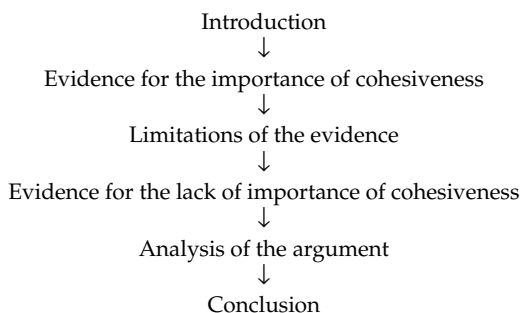 Introduction
↓
Evidence for the importance of cohesiveness
↓
Limitations of the evidence
↓
Evidence for the lack of importance of cohesiveness
↓
Analysis of the argument
↓
Conclusion